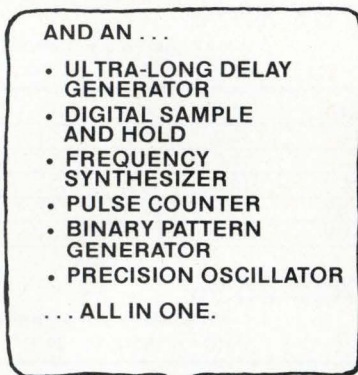 AND AN ...
• ULTRA-LONG DELAY
GENERATOR
• DIGITAL SAMPLE
AND HOLD
• FREQUENCY
SYNTHESIZER
• PULSE COUNTER
• BINARY PATTERN
GENERATOR
• PRECISION OSCILLATOR
... ALL IN ONE.